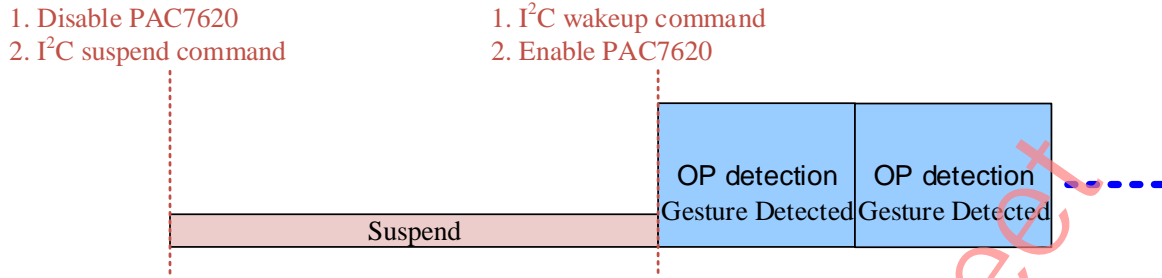 1. Disable PAC7620
2. I²C suspend command
1. I²C wakeup command
2. Enable PAC7620
OP detection
Gesture Detected
OP detection
Gesture Detected
Suspend